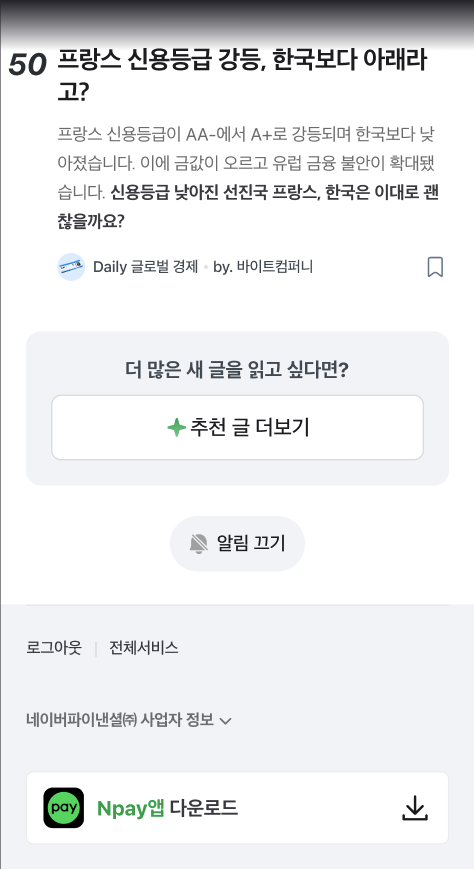 50 프랑스 신용등급 강등, 한국보다 아래라
고?
프랑스 신용등급이 AA-에서 A+로 강등되며 한국보다 낮
아졌습니다. 이에 금값이 오르고 유럽 금융 불안이 확대됐
습니다. 신용등급 낮아진 선진국 프랑스, 한국은 이대로 괜
찮을까요?
Daily 글로벌 경제 • by. 바이트컴퍼니
더 많은 새 글을 읽고 싶다면?
추천 글 더보기
알림 끄기
로그아웃 | 전체서비스
네이버파이낸셜㈜ 사업자 정보
pay Npay앱 다운로드